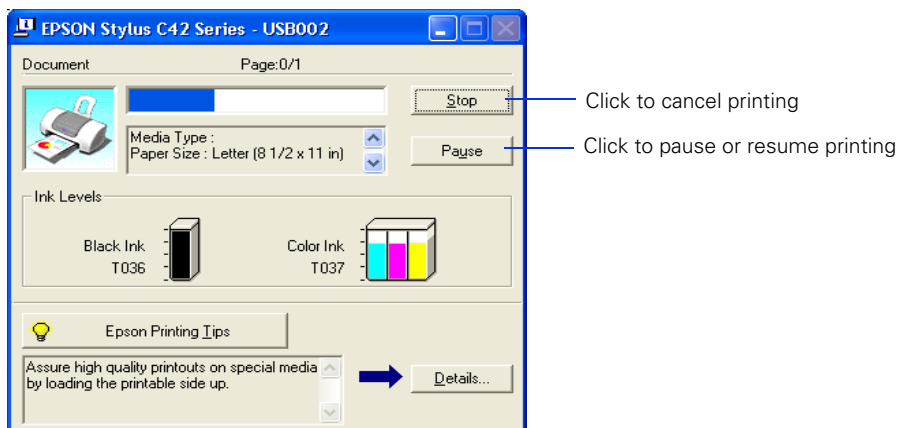 EPSON Stylus C42 Series - USB002
Document Page:0/1
Stop
Click to cancel printing
Media Type :
Paper Size : Letter (8 1/2 x 11 in)
Pause
Click to pause or resume printing
Ink Levels
Black Ink
T036
Color Ink
T037
Epson Printing Tips
Assure high quality printouts on special media
by loading the printable side up.
Details...